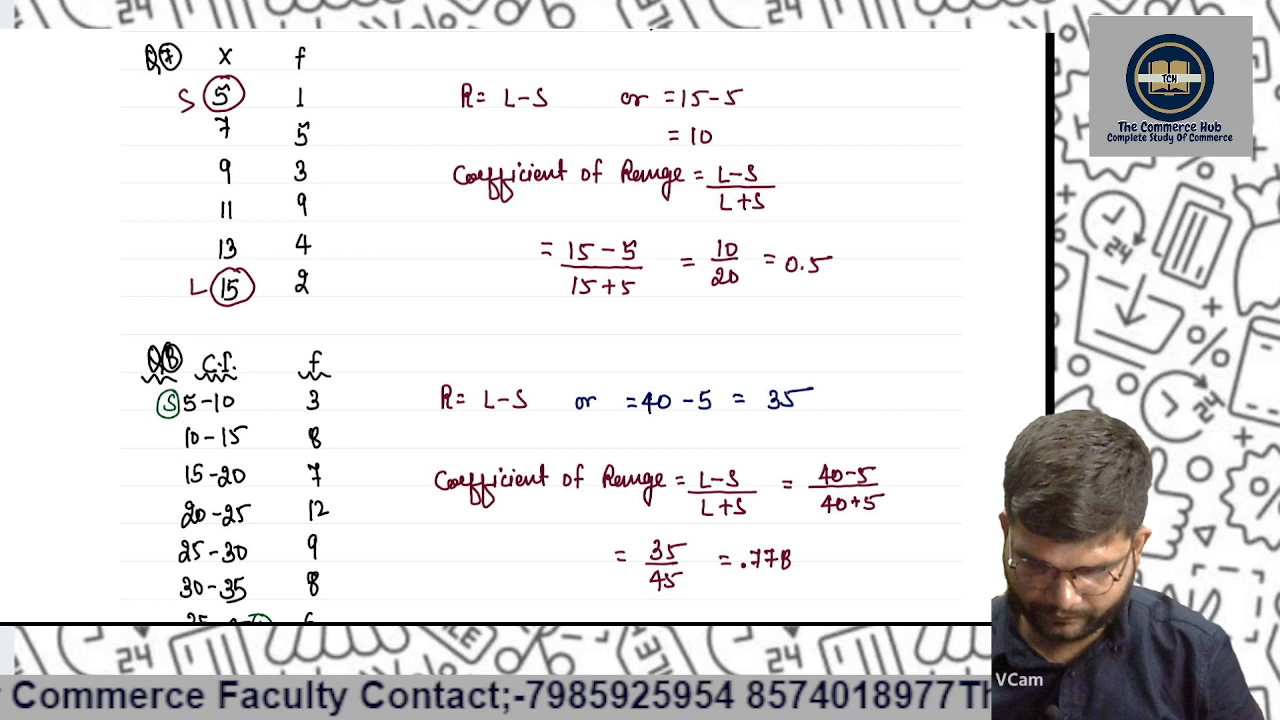 Q7 X f
S 5 1 R = L-S or = 15-5
7 5 = 10
9 3 Coefficient of Range = L-S / L+S
11 9
13 4 = 15-5 / 15+5 = 10/20 = 0.5
L 15 2
Q8 C.I. f
S 5-10 3 R = L-S or = 40-5 = 35
10-15 8
15-20 7 Coefficient of Range = L-S / L+S = 40-5 / 40+5
20-25 12
25-30 9 = 35/45 = .778
30-35 8
TCH
The Commerce Hub
Complete Study Of Commerce
VCam
Commerce Faculty Contact;-7985925954 8574018977